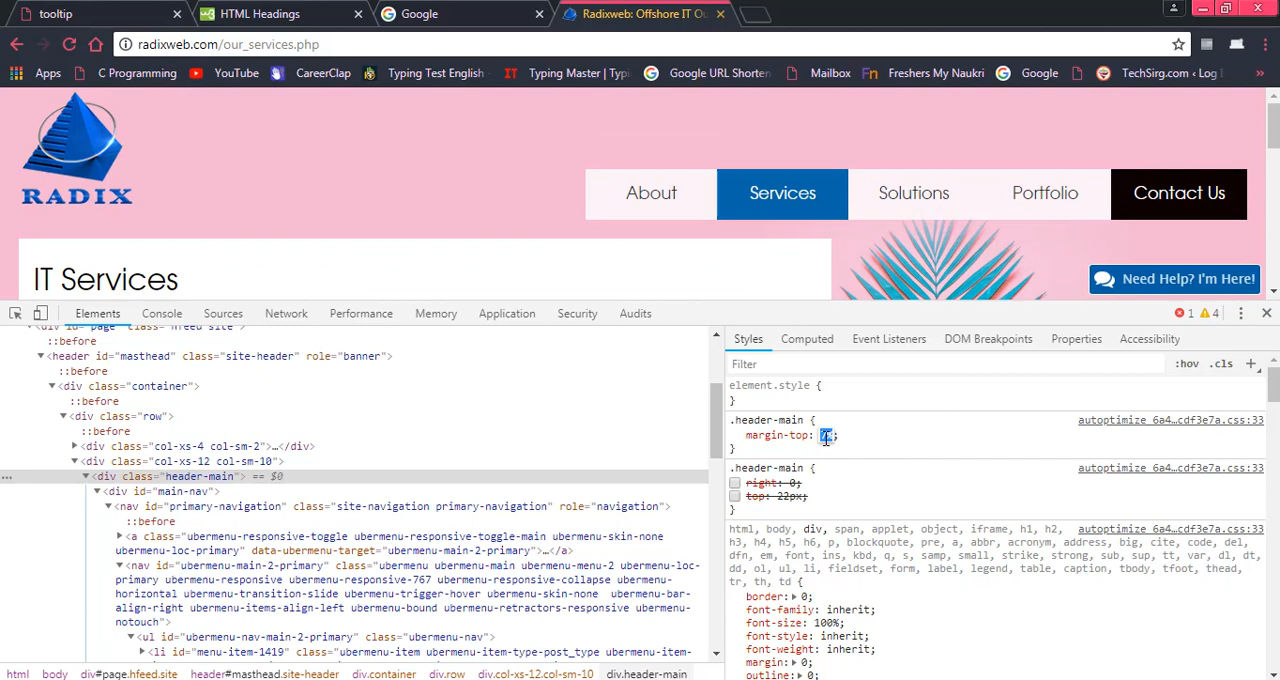 tooltip
HTML Headings
Google
Radixweb: Offshore IT Ou
radixweb.com/our_services.php
Apps
C Programming
YouTube
CareerClap
Typing Test English
Typing Master | Typ
Google URL Shorten
Mailbox
Freshers My Naukri
Google
TechSirg.com ‹ Log
»
RADIX
About
Services
Solutions
Portfolio
Contact Us
IT Services
Need Help? I'm Here!
Elements Console Sources Network Performance Memory Application Security Audits
1 4
<div id="page" class="hfeed site">
::before
<header id="masthead" class="site-header" role="banner">
::before
<div class="container">
::before
<div class="row">
::before
<div class="col-xs-4 col-sm-2">…</div>
<div class="col-xs-12 col-sm-10">
<div class="header-main"> == $0
<div id="main-nav">
<nav id="primary-navigation" class="site-navigation primary-navigation" role="navigation">
::before
<a class="ubermenu-responsive-toggle ubermenu-responsive-toggle-main ubermenu-skin-none
ubermenu-loc-primary" data-ubermenu-target="ubermenu-main-2-primary">…</a>
<nav id="ubermenu-main-2-primary" class="ubermenu ubermenu-main ubermenu-menu-2 ubermenu-loc-
primary ubermenu-responsive ubermenu-responsive-767 ubermenu-responsive-collapse ubermenu-
horizontal ubermenu-transition-slide ubermenu-trigger-hover ubermenu-skin-none ubermenu-bar-
align-right ubermenu-items-align-left ubermenu-bound ubermenu-retractors-responsive ubermenu-
notouch">
<ul id="ubermenu-nav-main-2-primary" class="ubermenu-nav">
<li id="menu-item-1419" class="ubermenu-item ubermenu-item-type-post_type ubermenu-item-
html body div#page.hfeed.site header#masthead.site-header div.container div.row div.col-xs-12.col-sm-10 div.header-main
Styles Computed Event Listeners DOM Breakpoints Properties Accessibility
Filter
:hov .cls +
element.style {
}
.header-main {
autoptimize_6a4…cdf3e7a.css:33
margin-top:
}
.header-main {
autoptimize_6a4…cdf3e7a.css:33
right: 0;
top: 22px;
}
html, body, div, span, applet, object, iframe, h1, h2,
autoptimize_6a4…cdf3e7a.css:33
h3, h4, h5, h6, p, blockquote, pre, a, abbr, acronym, address, big, cite, code, del,
dfn, em, font, ins, kbd, q, s, samp, small, strike, strong, sub, sup, tt, var, dl, dt,
dd, ol, ul, li, fieldset, form, label, legend, table, caption, tbody, tfoot, thead,
tr, th, td {
border: 0;
font-family: inherit;
font-size: 100%;
font-style: inherit;
font-weight: inherit;
margin: 0;
outline: 0;